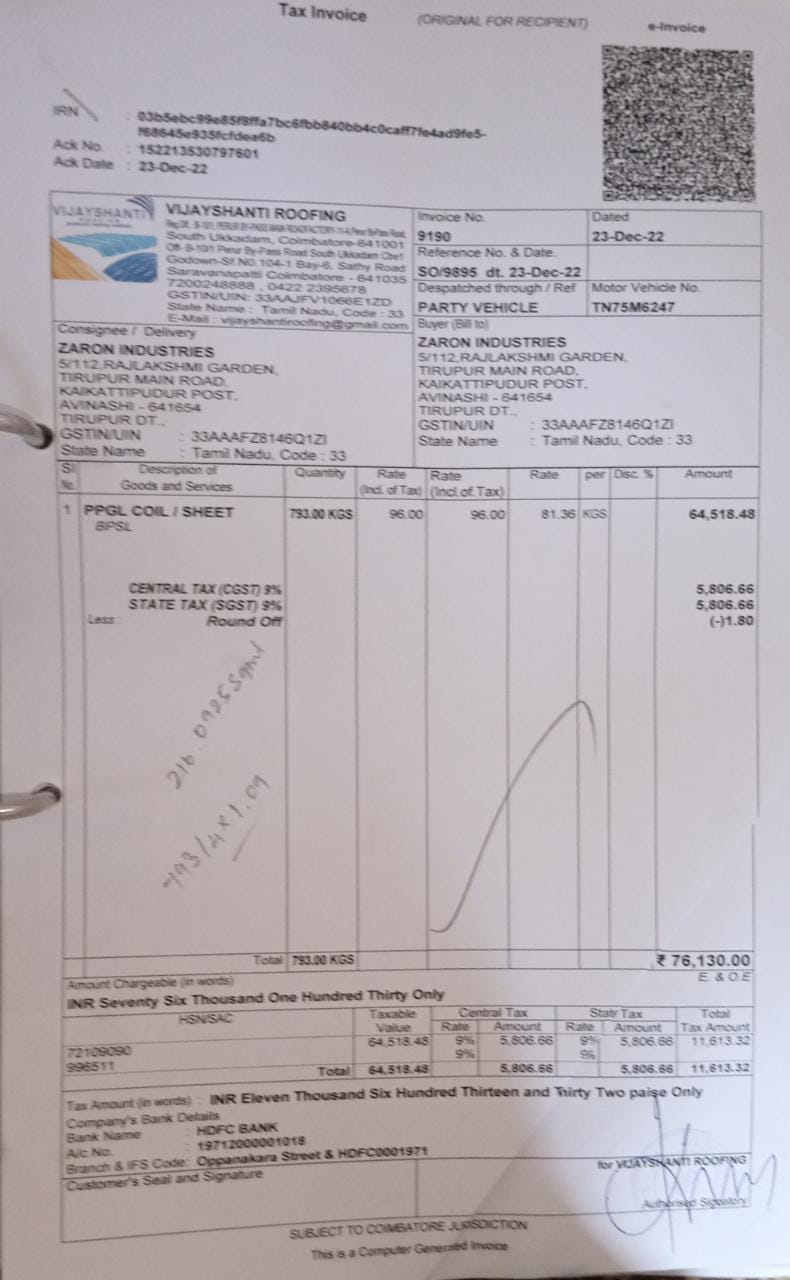 Tax Invoice
(ORIGINAL FOR RECIPIENT)
e-Invoice
IRN : 03b5ebc99e85f8ffa7bc6fbb840bb4c0caff7fe4ad9fe5-
f68645e935fcfdea6b
Ack No. : 152213530797601
Ack Date : 23-Dec-22
VIJAYSHANTI
VIJAYSHANTI ROOFING
South Ukkadam, Coimbatore-641001
Off- B-10/1 Perur By-Pass Road South Ukkadam Cbe1
Godown-Sf.NO.104-1 Bay-6, Sathy Road
Saravanapatti Coimbatore - 641035
7200248888 , 0422 2395678
GSTIN/UIN: 33AAJFV1066E1ZD
State Name : Tamil Nadu, Code : 33
E-Mail : vijayshantiroofing@gmail.com
Invoice No.
9190
Dated
23-Dec-22
Reference No. & Date.
SO/9895 dt. 23-Dec-22
Despatched through / Ref
PARTY VEHICLE
Motor Vehicle No.
TN75M6247
Consignee / Delivery
ZARON INDUSTRIES
5/112,RAJLAKSHMI GARDEN,
TIRUPUR MAIN ROAD,
KAIKATTIPUDUR POST,
AVINASHI - 641654
TIRUPUR DT.,
GSTIN/UIN : 33AAAFZ8146Q1ZI
State Name : Tamil Nadu, Code : 33
Buyer (Bill to)
ZARON INDUSTRIES
5/112,RAJLAKSHMI GARDEN,
TIRUPUR MAIN ROAD,
KAIKATTIPUDUR POST,
AVINASHI - 641654
TIRUPUR DT.,
GSTIN/UIN : 33AAAFZ8146Q1ZI
State Name : Tamil Nadu, Code : 33
Sl Description of Quantity Rate Rate Rate per Disc. % Amount
No. Goods and Services (Incl. of Tax) (Incl. of Tax)
1 PPGL COIL / SHEET 793.00 KGS 96.00 96.00 81.36 KGS 64,518.48
BPSL
CENTRAL TAX (CGST) 9% 5,806.66
STATE TAX (SGST) 9% 5,806.66
Less : Round Off (-)1.80
216.0925 Sqmt
793/4 x 1.09
Total 793.00 KGS ₹ 76,130.00
Amount Chargeable (in words) E. & O.E
INR Seventy Six Thousand One Hundred Thirty Only
HSN/SAC Taxable Central Tax State Tax Total
Value Rate Amount Rate Amount Tax Amount
72109090 64,518.48 9% 5,806.66 9% 5,806.66 11,613.32
996511 9% 9%
Total 64,518.48 5,806.66 5,806.66 11,613.32
Tax Amount (in words) : INR Eleven Thousand Six Hundred Thirteen and Thirty Two paise Only
Company's Bank Details
Bank Name : HDFC BANK
A/c No. : 19712000001018
Branch & IFS Code: Oppanakara Street & HDFC0001971
Customer's Seal and Signature
for VIJAYSHANTI ROOFING
Authorised Signatory
SUBJECT TO COIMBATORE JURISDICTION
This is a Computer Generated Invoice